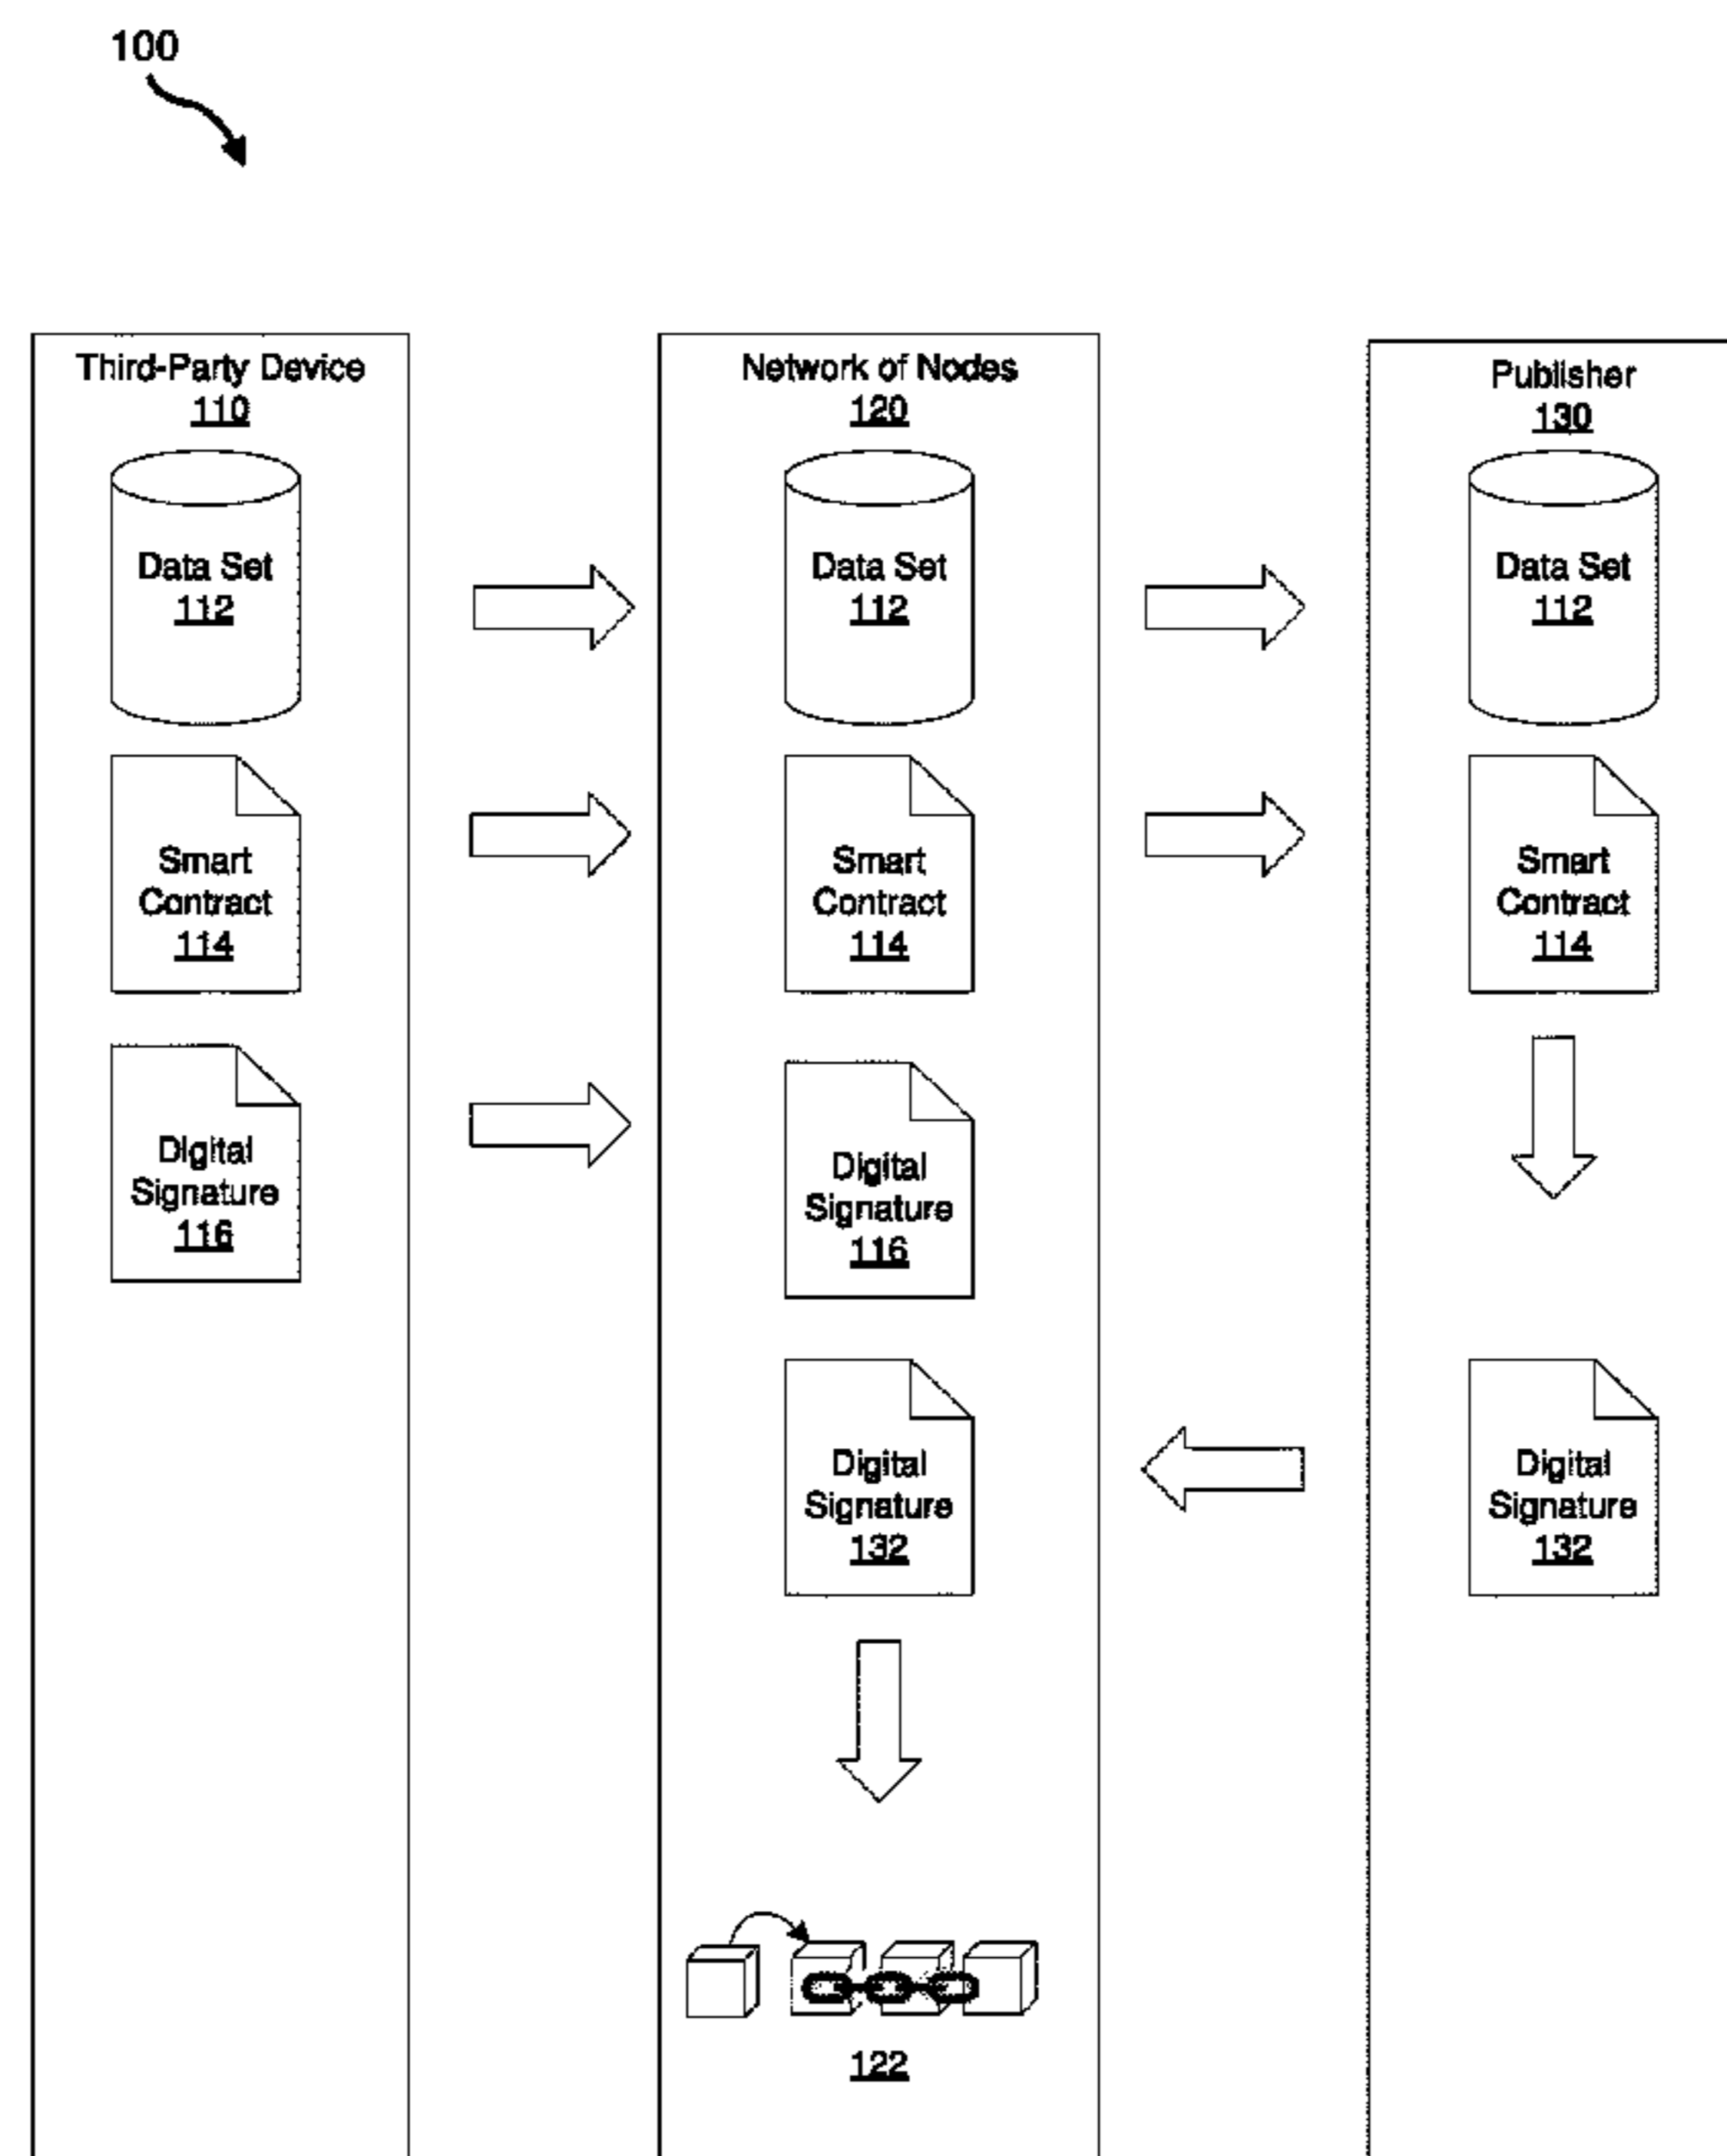 100
Third-Party Device
110
Data Set
112
Smart
Contract
114
Digital
Signature
116
Network of Nodes
120
Data Set
112
Smart
Contract
114
Digital
Signature
116
Digital
Signature
132
122
Publisher
130
Data Set
112
Smart
Contract
114
Digital
Signature
132